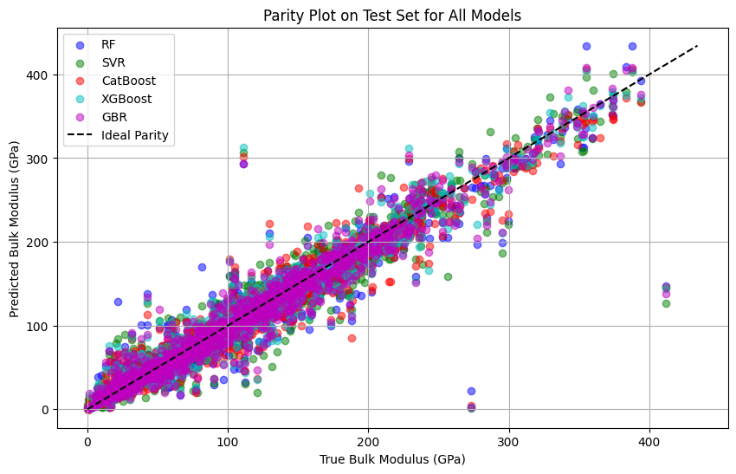 Parity Plot on Test Set for All Models
RF
SVR
CatBoost
XGBoost
GBR
Ideal Parity
Predicted Bulk Modulus (GPa)
400
300
200
100
0
0 100 200 300 400
True Bulk Modulus (GPa)